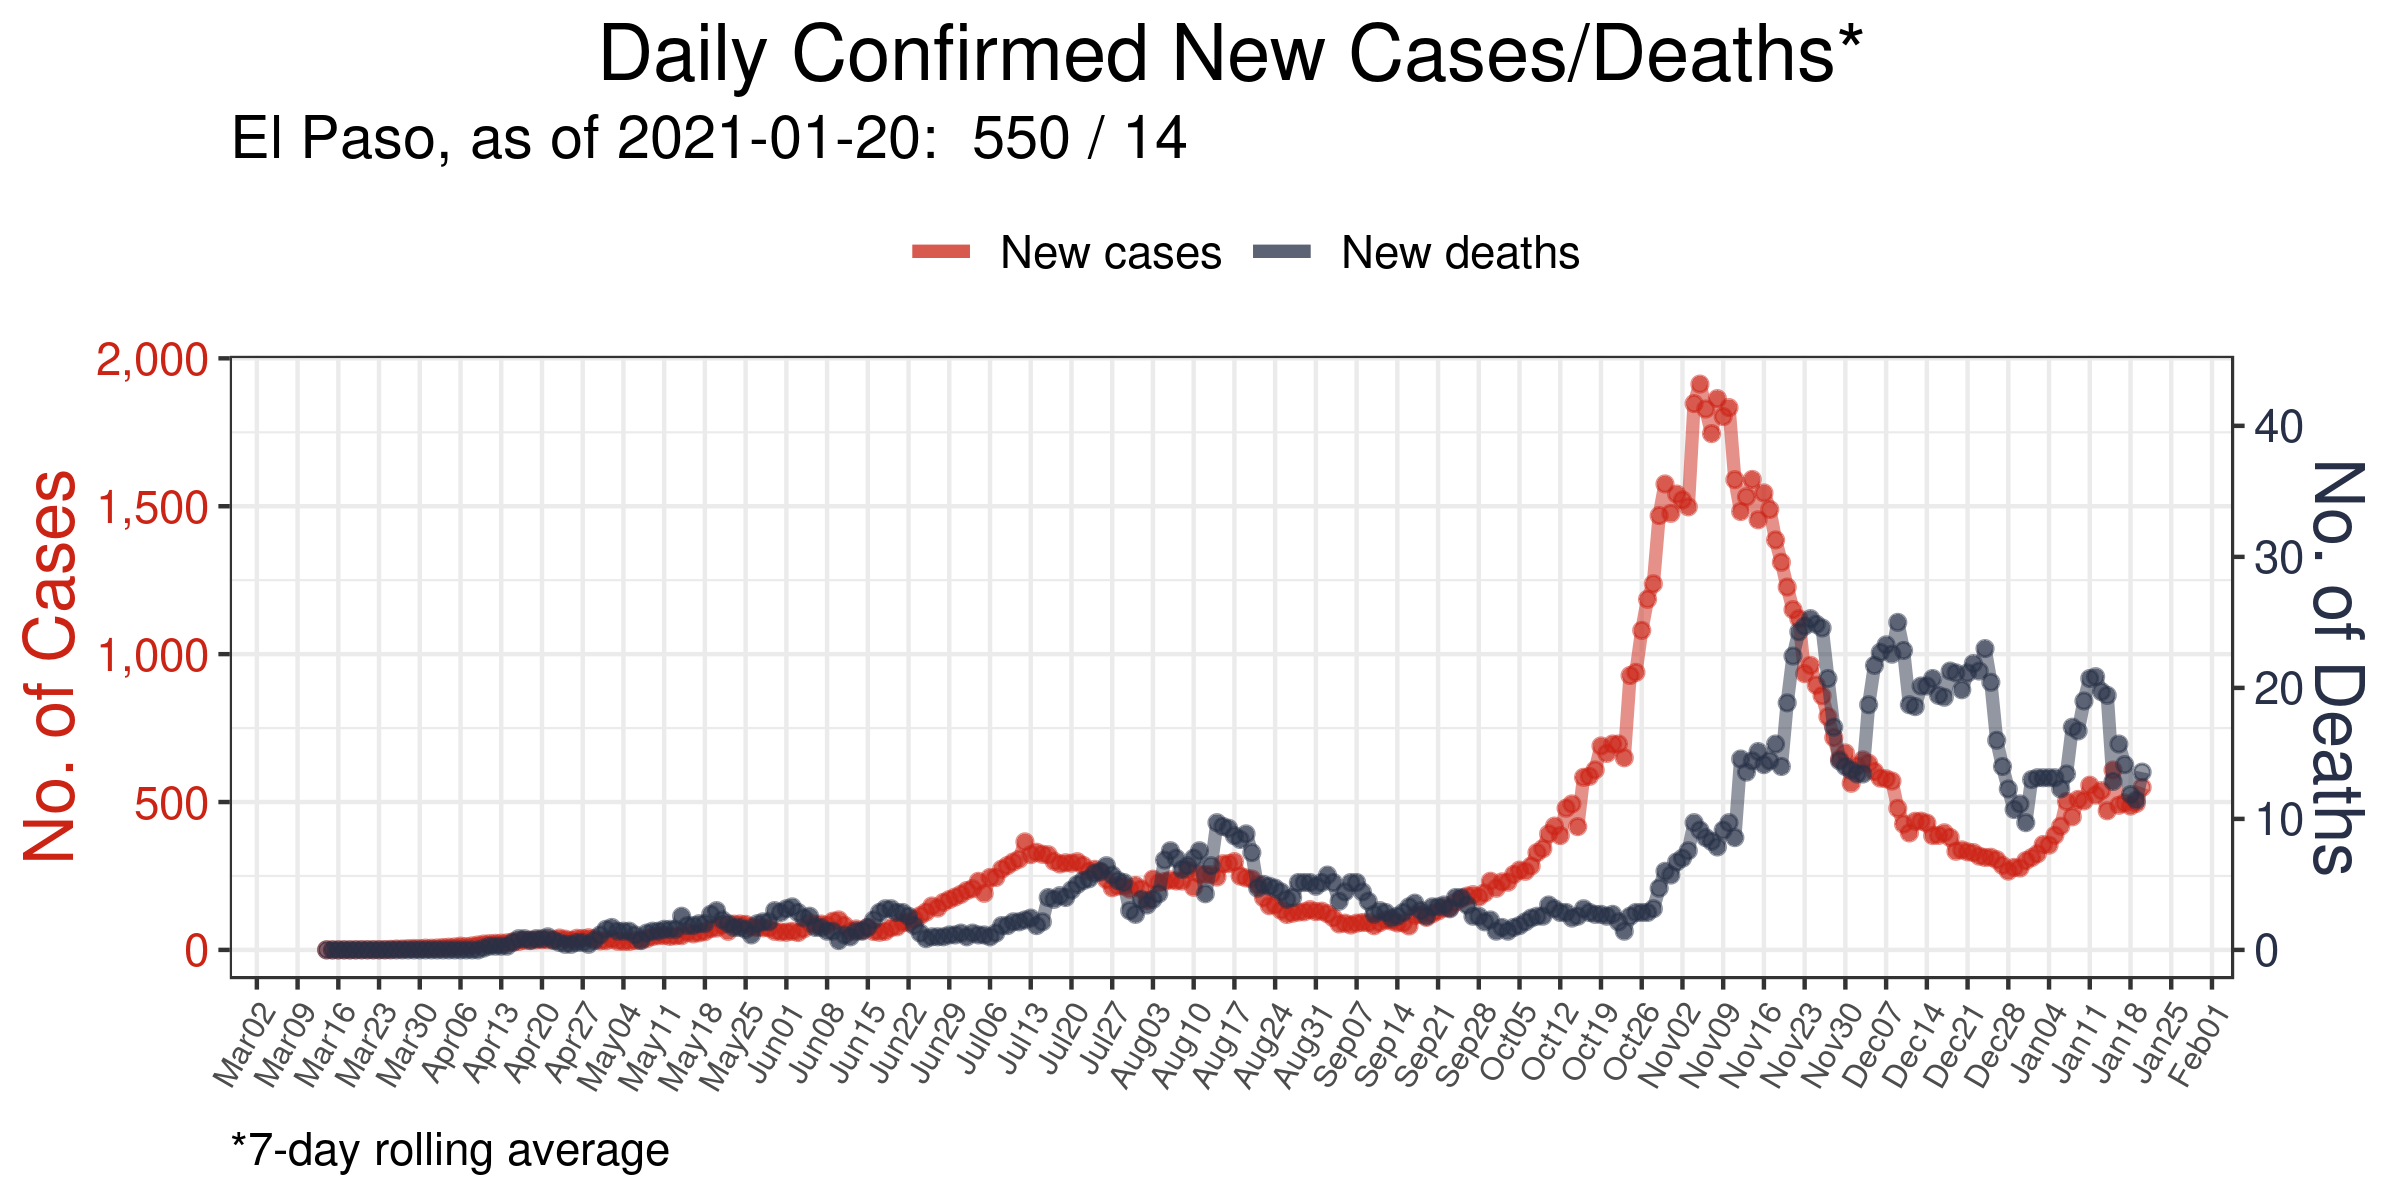 Daily Confirmed New Cases/Deaths*
El Paso, as of 2021-01-20:  550 / 14
New cases New deaths
No. of Cases
2,000
1,500
1,000
500
0
40
30
20
10
0
No. of Deaths
Mar02 Mar09 Mar16 Mar23 Mar30 Apr06 Apr13 Apr20 Apr27 May04 May11 May18 May25 Jun01 Jun08 Jun15 Jun22 Jun29 Jul06 Jul13 Jul20 Jul27 Aug03 Aug10 Aug17 Aug24 Aug31 Sep07 Sep14 Sep21 Sep28 Oct05 Oct12 Oct19 Oct26 Nov02 Nov09 Nov16 Nov23 Nov30 Dec07 Dec14 Dec21 Dec28 Jan04 Jan11 Jan18 Jan25 Feb01
*7-day rolling average